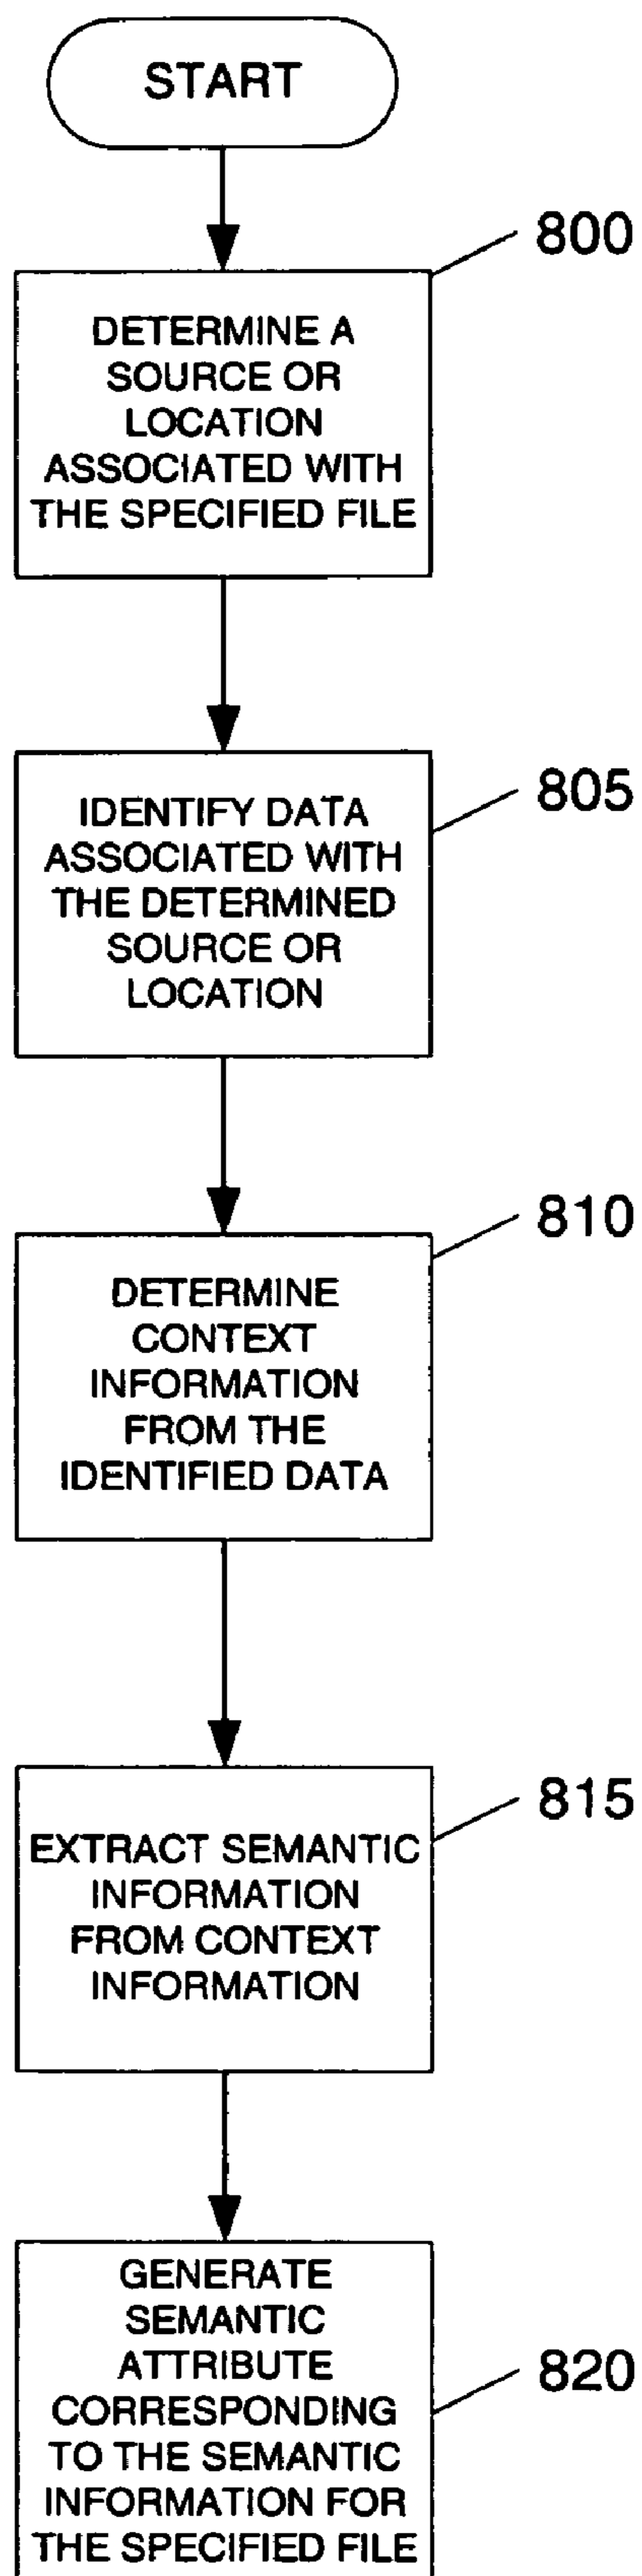 START
800
DETERMINE A
SOURCE OR
LOCATION
ASSOCIATED WITH
THE SPECIFIED FILE
805
IDENTIFY DATA
ASSOCIATED WITH
THE DETERMINED
SOURCE OR
LOCATION
810
DETERMINE
CONTEXT
INFORMATION
FROM THE
IDENTIFIED DATA
815
EXTRACT SEMANTIC
INFORMATION
FROM CONTEXT
INFORMATION
820
GENERATE
SEMANTIC
ATTRIBUTE
CORRESPONDING
TO THE SEMANTIC
INFORMATION FOR
THE SPECIFIED FILE